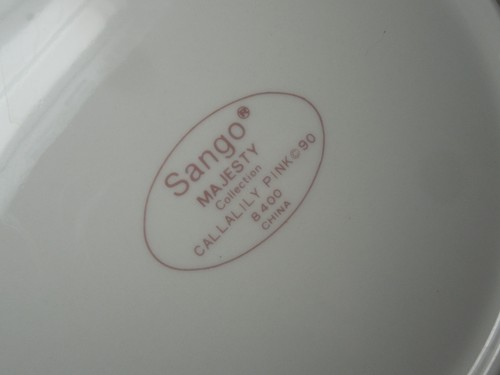 Sango®
MAJESTY
Collection
CALLALILY PINK©90
8400
CHINA